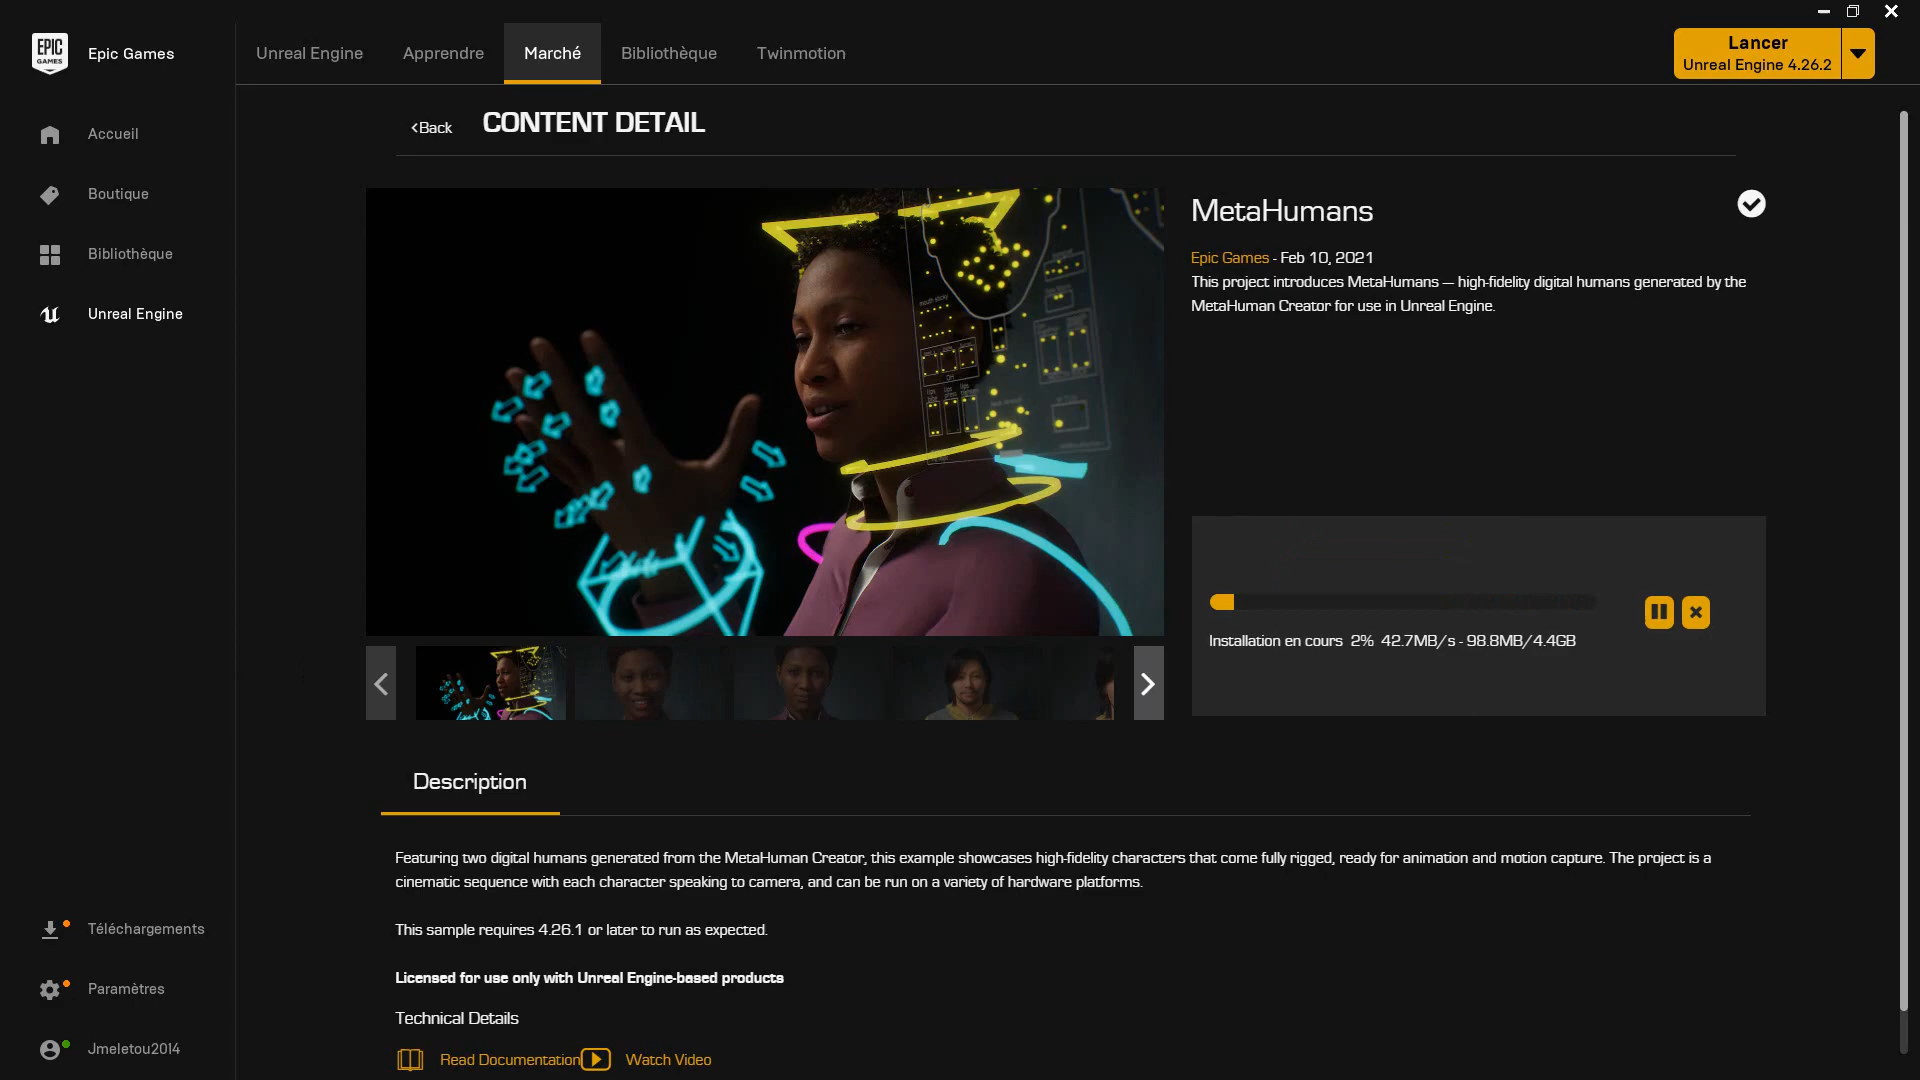 EPIC GAMES
Epic Games
Unreal Engine
Apprendre
Marché
Bibliothèque
Twinmotion
Lancer
Unreal Engine 4.26.2
Accueil
Boutique
Bibliothèque
Unreal Engine
Téléchargements
Paramètres
Jmeletou2014
Back
CONTENT DETAIL
MetaHumans
Epic Games - Feb 10, 2021
This project introduces MetaHumans — high-fidelity digital humans generated by the
MetaHuman Creator for use in Unreal Engine.
Installation en cours 2% 42.7MB/s - 98.8MB/4.4GB
Description
Featuring two digital humans generated from the MetaHuman Creator, this example showcases high-fidelity characters that come fully rigged, ready for animation and motion capture. The project is a
cinematic sequence with each character speaking to camera, and can be run on a variety of hardware platforms.
This sample requires 4.26.1 or later to run as expected.
Licensed for use only with Unreal Engine-based products
Technical Details
Read Documentation
Watch Video